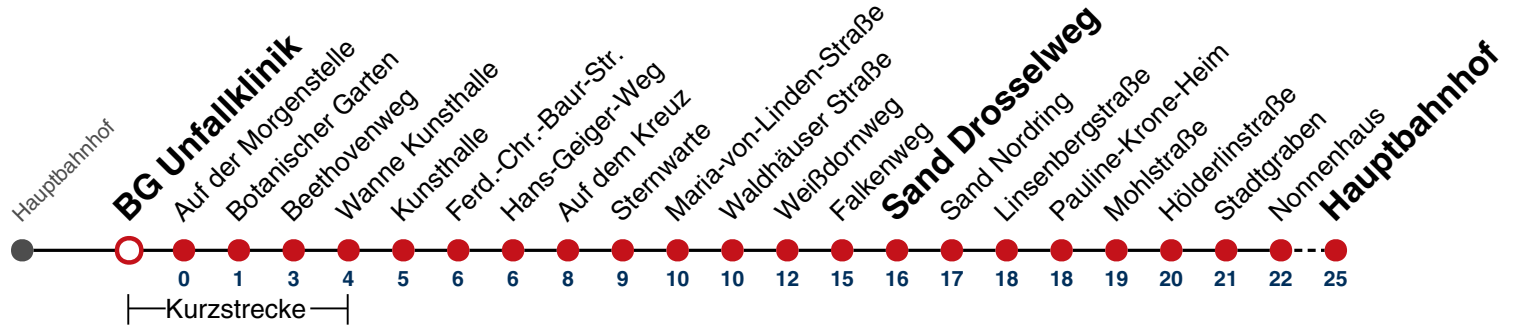 Hauptbahnhof
BG Unfallklinik
Auf der Morgenstelle
Botanischer Garten
Beethovenweg
Wanne Kunsthalle
Kunsthalle
Ferd.-Chr.-Baur-Str.
Hans-Geiger-Weg
Auf dem Kreuz
Sternwarte
Maria-von-Linden-Straße
Waldhäuser Straße
Weißdornweg
Falkenweg
Sand Drosselweg
Sand Nordring
Linsenbergstraße
Pauline-Krone-Heim
Mohlstraße
Hölderlinstraße
Stadtgraben
Nonnenhaus
Hauptbahnhof
0 1 3 4 5 6 6 8 9 10 10 12 15 16 17 18 18 19 20 21 22 25
Kurzstrecke